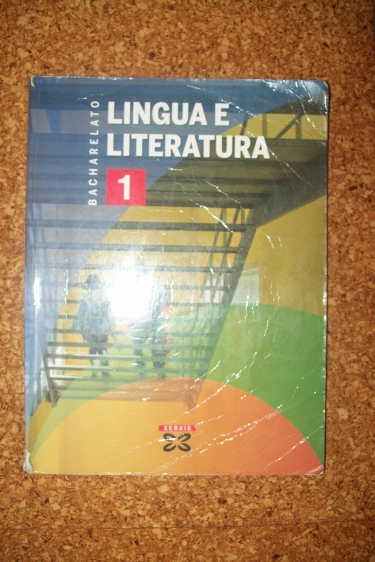 BACHARELATO
LINGUA E
LITERATURA
1
XERAIS